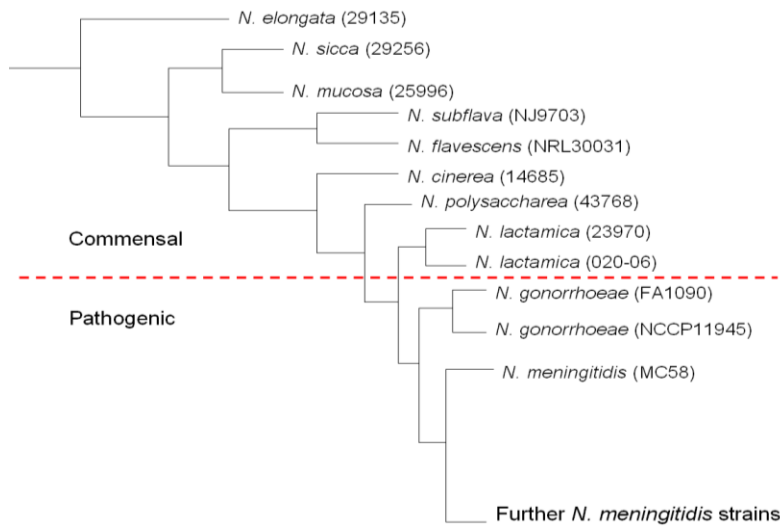 N. elongata (29135)
N. sicca (29256)
N. mucosa (25996)
N. subflava (NJ9703)
N. flavescens (NRL30031)
N. cinerea (14685)
N. polysaccharea (43768)
N. lactamica (23970)
Commensal
N. lactamica (020-06)
N. gonorrhoeae (FA1090)
Pathogenic
N. gonorrhoeae (NCCP11945)
N. meningitidis (MC58)
Further N. meningitidis strains